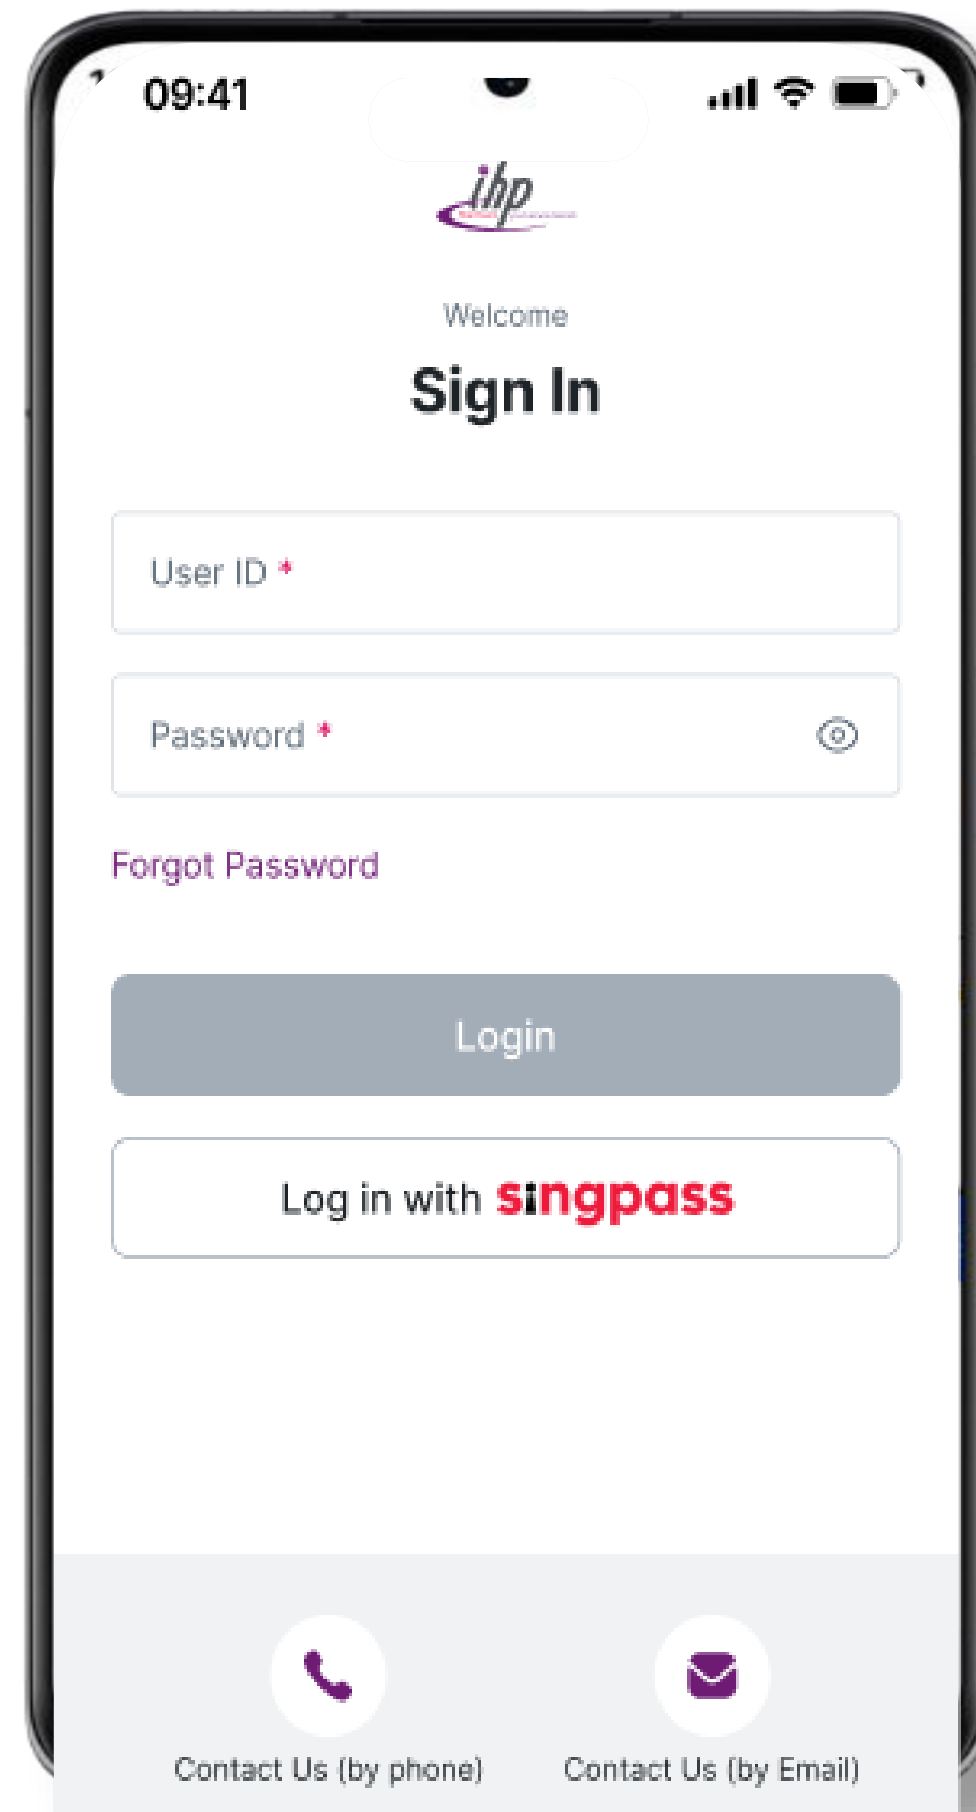 09:41
ihp
Welcome
Sign In
User ID *
Password *
Forgot Password
Login
Log in with singpass
Contact Us (by phone)
Contact Us (by Email)